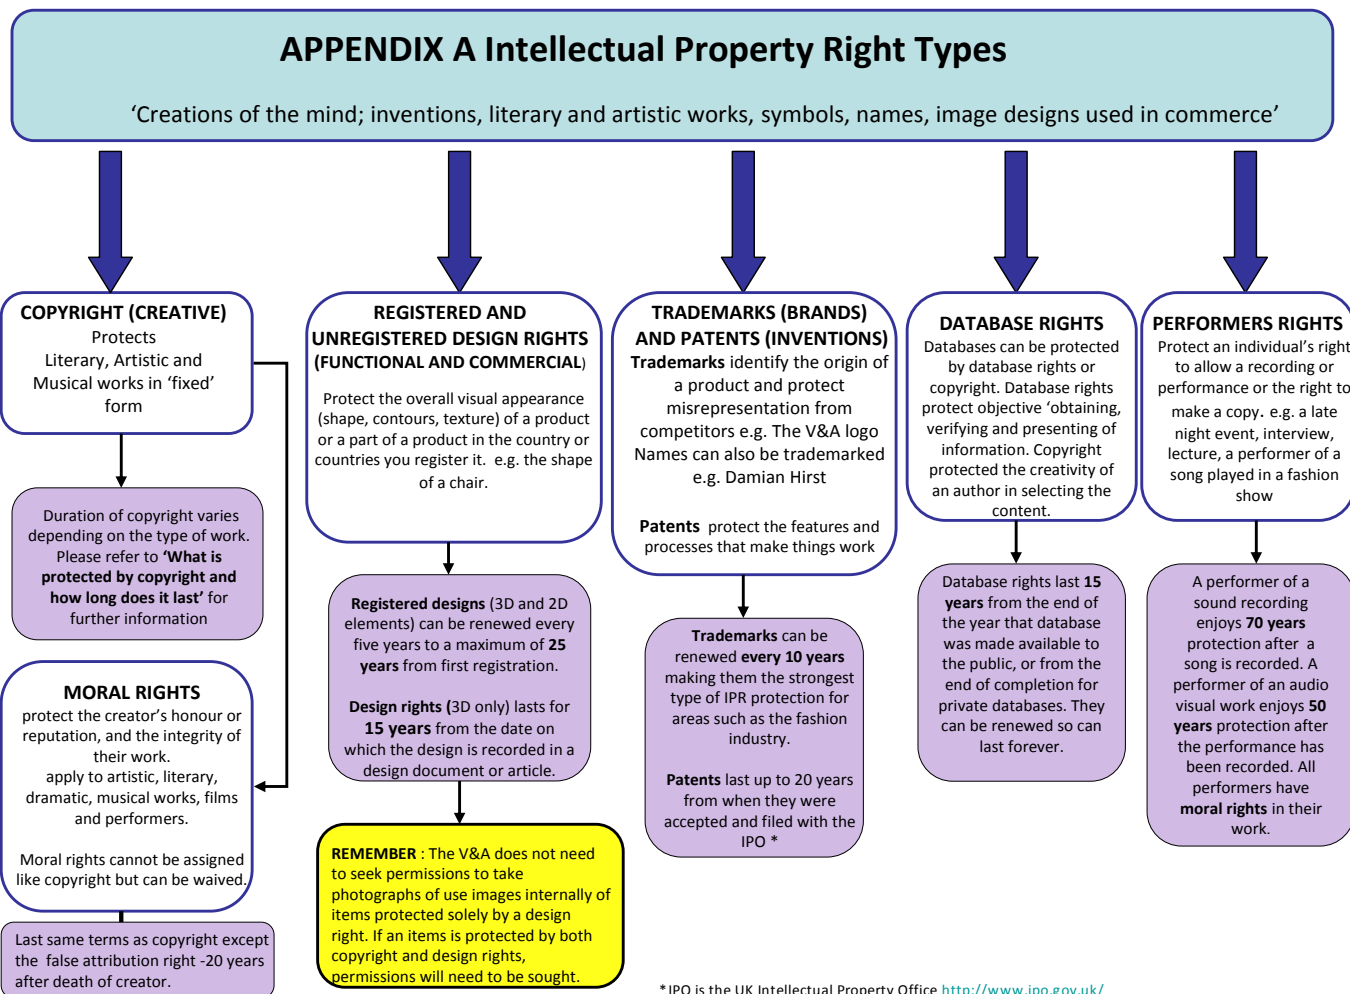 APPENDIX A Intellectual Property Right Types
‘Creations of the mind; inventions, literary and artistic works, symbols, names, image designs used in commerce’
COPYRIGHT (CREATIVE)
Protects
Literary, Artistic and
Musical works in ‘fixed’
form
Duration of copyright varies
depending on the type of work.
Please refer to ‘What is
protected by copyright and
how long does it last’ for
further information
MORAL RIGHTS
protect the creator’s honour or
reputation, and the integrity of
their work.
apply to artistic, literary,
dramatic, musical works, films
and performers.
Moral rights cannot be assigned
like copyright but can be waived.
Last same terms as copyright except
the false attribution right -20 years
after death of creator.
REGISTERED AND
UNREGISTERED DESIGN RIGHTS
(FUNCTIONAL AND COMMERCIAL)
Protect the overall visual appearance
(shape, contours, texture) of a product
or a part of a product in the country or
countries you register it. e.g. the shape
of a chair.
Registered designs (3D and 2D
elements) can be renewed every
five years to a maximum of 25
years from first registration.
Design rights (3D only) lasts for
15 years from the date on
which the design is recorded in a
design document or article.
REMEMBER : The V&A does not need
to seek permissions to take
photographs of use images internally of
items protected solely by a design
right. If an items is protected by both
copyright and design rights,
permissions will need to be sought.
TRADEMARKS (BRANDS)
AND PATENTS (INVENTIONS)
Trademarks identify the origin of
a product and protect
misrepresentation from
competitors e.g. The V&A logo
Names can also be trademarked
e.g. Damian Hirst
Patents protect the features and
processes that make things work
Trademarks can be
renewed every 10 years
making them the strongest
type of IPR protection for
areas such as the fashion
industry.
Patents last up to 20 years
from when they were
accepted and filed with the
IPO *
DATABASE RIGHTS
Databases can be protected
by database rights or
copyright. Database rights
protect objective ‘obtaining,
verifying and presenting of
information. Copyright
protected the creativity of
an author in selecting the
content.
Database rights last 15
years from the end of
the year that database
was made available to
the public, or from the
end of completion for
private databases. They
can be renewed so can
last forever.
PERFORMERS RIGHTS
Protect an individual’s right
to allow a recording or
performance or the right to
make a copy. e.g. a late
night event, interview,
lecture, a performer of a
song played in a fashion
show
A performer of a
sound recording
enjoys 70 years
protection after a
song is recorded. A
performer of an audio
visual work enjoys 50
years protection after
the performance has
been recorded. All
performers have
moral rights in their
work.
*IPO is the UK Intellectual Property Office http://www.ipo.gov.uk/